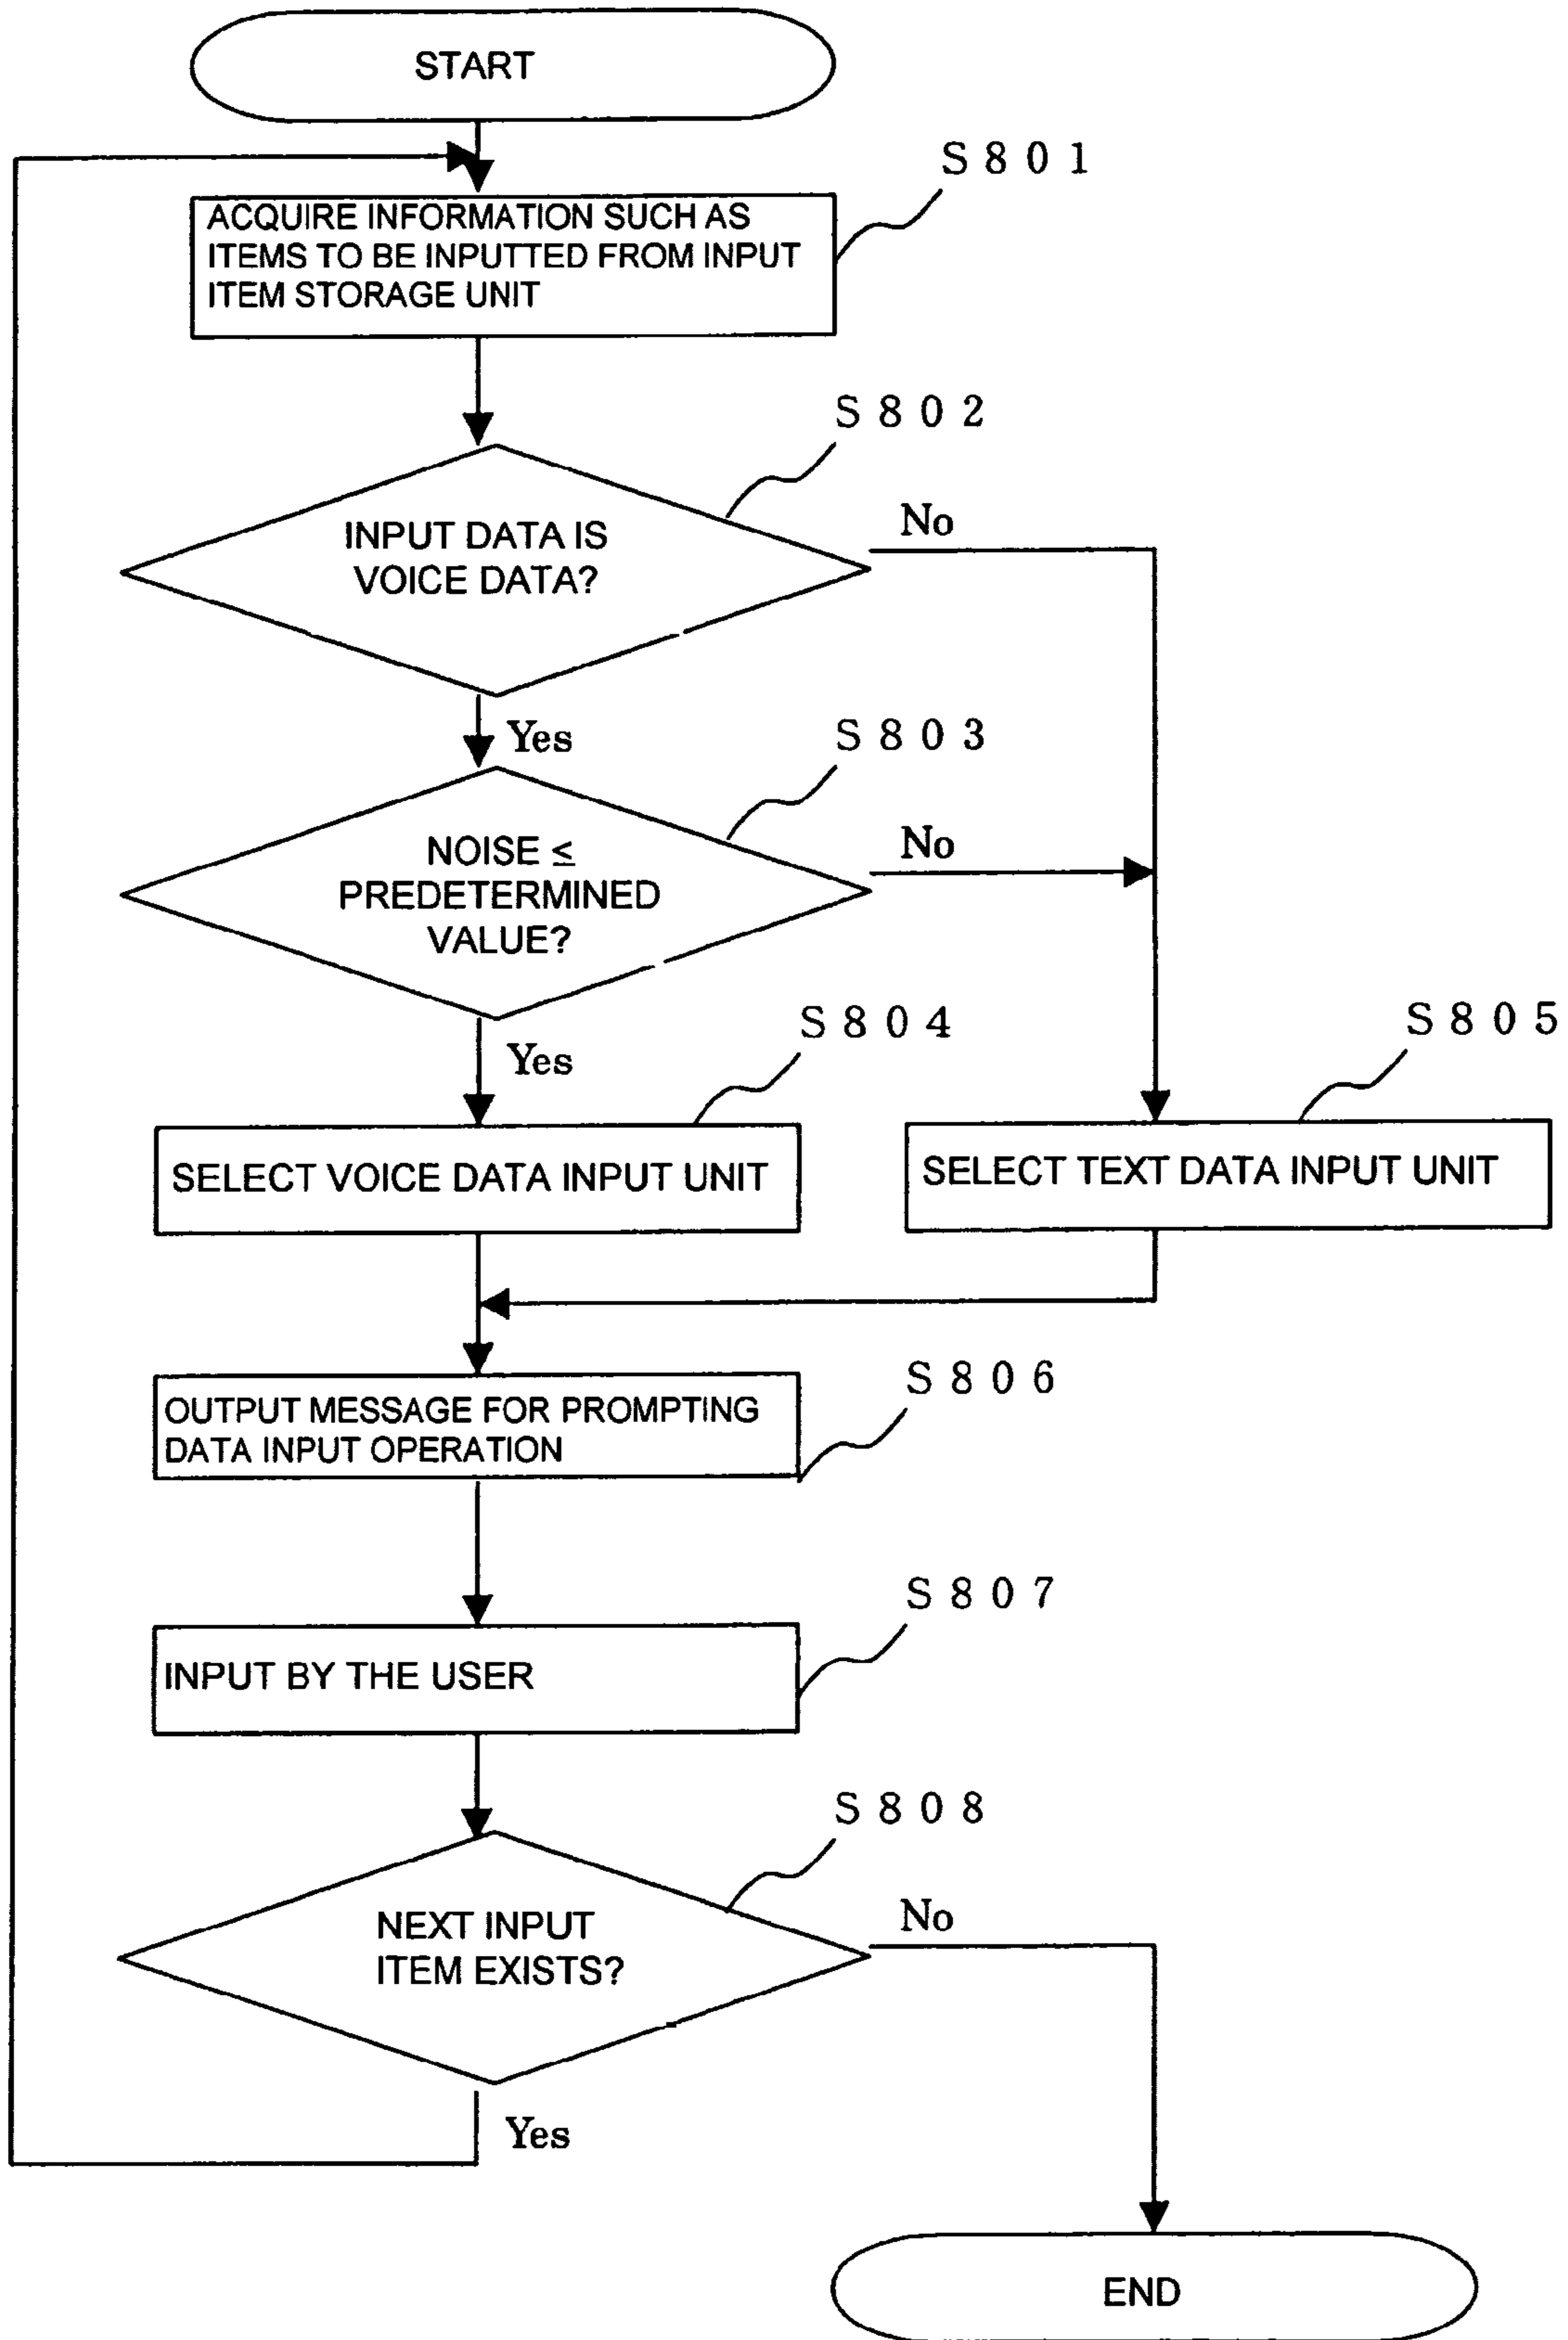 START
S801
ACQUIRE INFORMATION SUCH AS
ITEMS TO BE INPUTTED FROM INPUT
ITEM STORAGE UNIT
S802
INPUT DATA IS
VOICE DATA?
No
Yes
S803
NOISE ≤
PREDETERMINED
VALUE?
No
Yes
S804
SELECT VOICE DATA INPUT UNIT
S805
SELECT TEXT DATA INPUT UNIT
S806
OUTPUT MESSAGE FOR PROMPTING
DATA INPUT OPERATION
S807
INPUT BY THE USER
S808
NEXT INPUT
ITEM EXISTS?
No
Yes
END